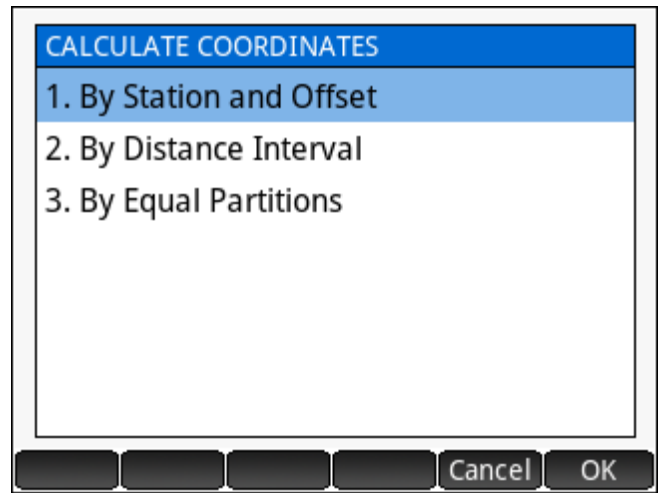 CALCULATE COORDINATES
1. By Station and Offset
2. By Distance Interval
3. By Equal Partitions
Cancel OK